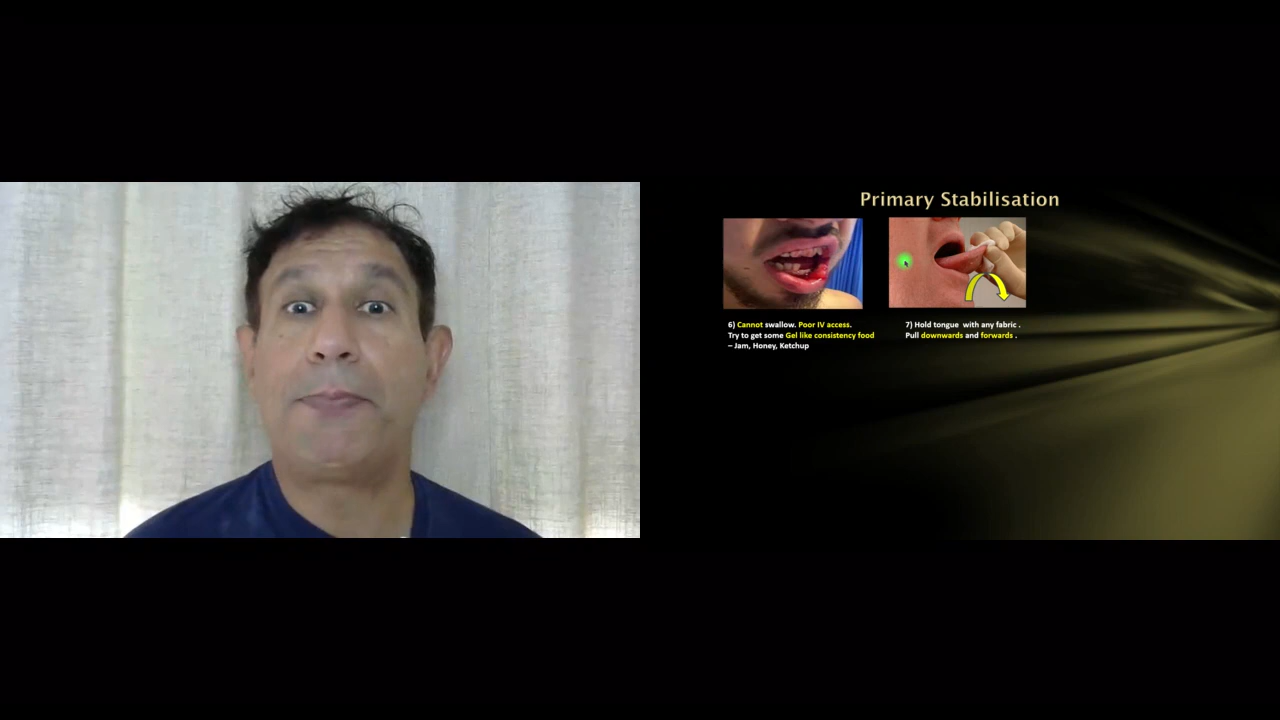 Primary Stabilisation
6) Cannot swallow. Poor IV access.
Try to get some Gel like consistency food
– Jam, Honey, Ketchup
7) Hold tongue with any fabric .
Pull downwards and forwards .